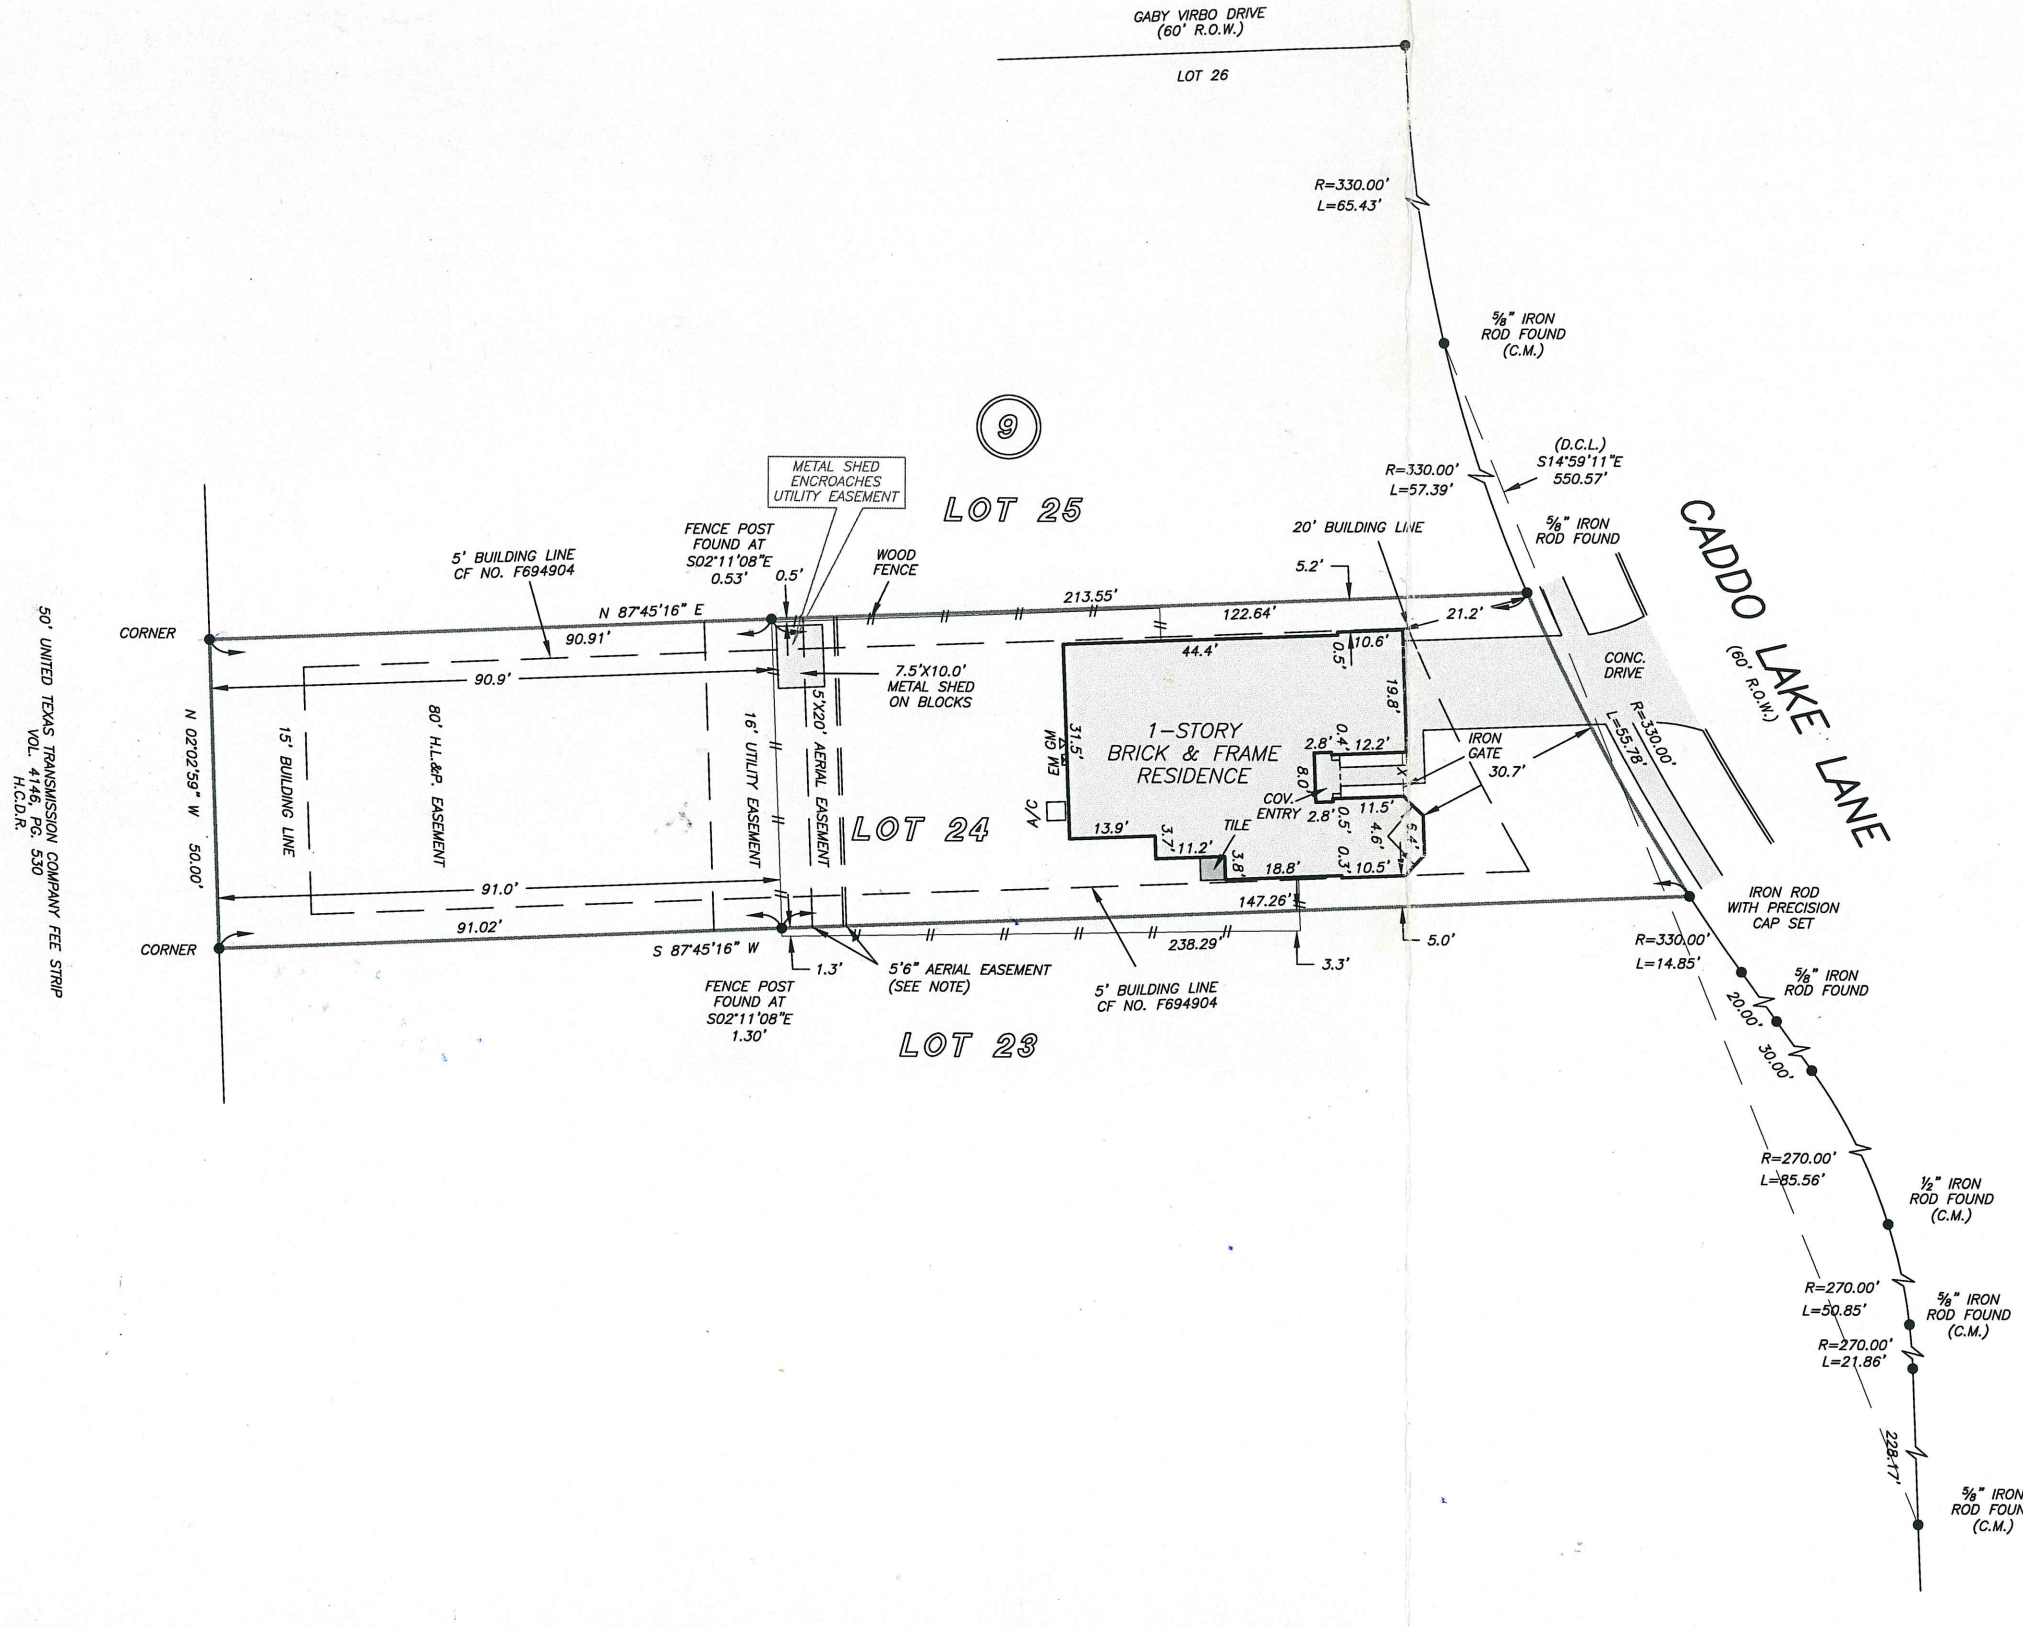 GABY VIRBO DRIVE
(60' R.O.W.)
LOT 26
R=330.00'
L=65.43'
5/8" IRON
ROD FOUND
(C.M.)
9
(D.C.L.)
S14°59'11"E
550.57'
METAL SHED
ENCROACHES
UTILITY EASEMENT
LOT 25
R=330.00'
L=57.39'
5/8" IRON
ROD FOUND
20' BUILDING LINE
FENCE POST
FOUND AT
S02°11'08"E
0.53'
0.5'
WOOD
FENCE
5' BUILDING LINE
CF NO. F694904
5.2'
CADDO LAKE LANE
(60' R.O.W.)
CORNER
N 87°45'16" E
213.55'
90.91'
122.64'
21.2'
10.6'
0.5'
44.4'
90.9'
7.5'X10.0'
METAL SHED
ON BLOCKS
CONC.
DRIVE
19.8'
50' UNITED TEXAS TRANSMISSION COMPANY FEE STRIP
VOL. 4146, PG. 530
H.C.D.R.
N 02°02'59" W 50.00'
15' BUILDING LINE
80' H.L.&P. EASEMENT
16' UTILITY EASEMENT
5'X20' AERIAL EASEMENT
EM GM
31.5'
1-STORY
BRICK & FRAME
RESIDENCE
0.4'
2.8'
12.2'
IRON
GATE
30.7'
R=330.00'
L=55.78'
8.0'
COV.
ENTRY
2.8'
11.5'
0.5'
4.6'
5.4'
A/C
LOT 24
13.9'
3.7'
11.2'
TILE
3.8'
18.8'
0.3'
10.5'
91.0'
147.26'
IRON ROD
WITH PRECISION
CAP SET
91.02'
CORNER
S 87°45'16" W
238.29'
5.0'
1.3'
3.3'
5'6" AERIAL EASEMENT
(SEE NOTE)
FENCE POST
FOUND AT
S02°11'08"E
1.30'
5' BUILDING LINE
CF NO. F694904
R=330.00'
L=14.85'
5/8" IRON
ROD FOUND
20.00'
30.00'
LOT 23
R=270.00'
L=85.56'
1/2" IRON
ROD FOUND
(C.M.)
R=270.00'
L=50.85'
5/8" IRON
ROD FOUND
(C.M.)
R=270.00'
L=21.86'
228.17'
5/8" IRON
ROD FOUN
(C.M.)